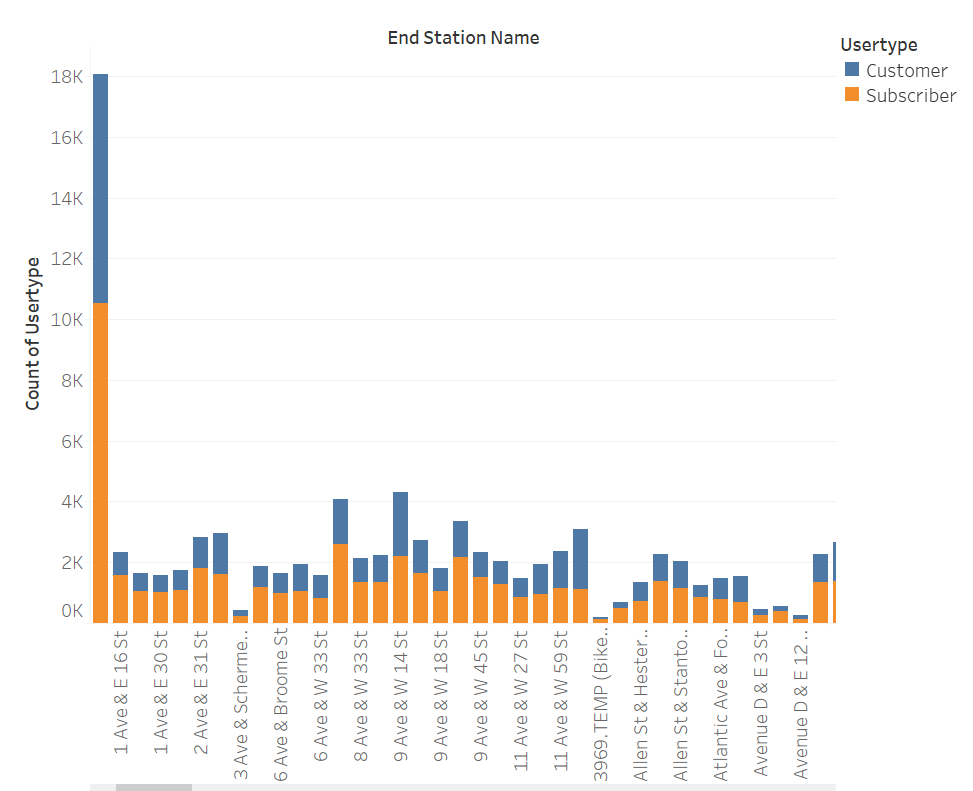 End Station Name
Usertype
Customer
Subscriber
Count of Usertype
18K
16K
14K
12K
10K
8K
6K
4K
2K
0K
1 Ave & E 16 St
1 Ave & E 30 St
2 Ave & E 31 St
3 Ave & Scherme..
6 Ave & Broome St
6 Ave & W 33 St
8 Ave & W 33 St
9 Ave & W 14 St
9 Ave & W 18 St
9 Ave & W 45 St
11 Ave & W 27 St
11 Ave & W 59 St
3969.TEMP (Bike..
Allen St & Hester..
Allen St & Stanto..
Atlantic Ave & Fo..
Avenue D & E 3 St
Avenue D & E 12 ..